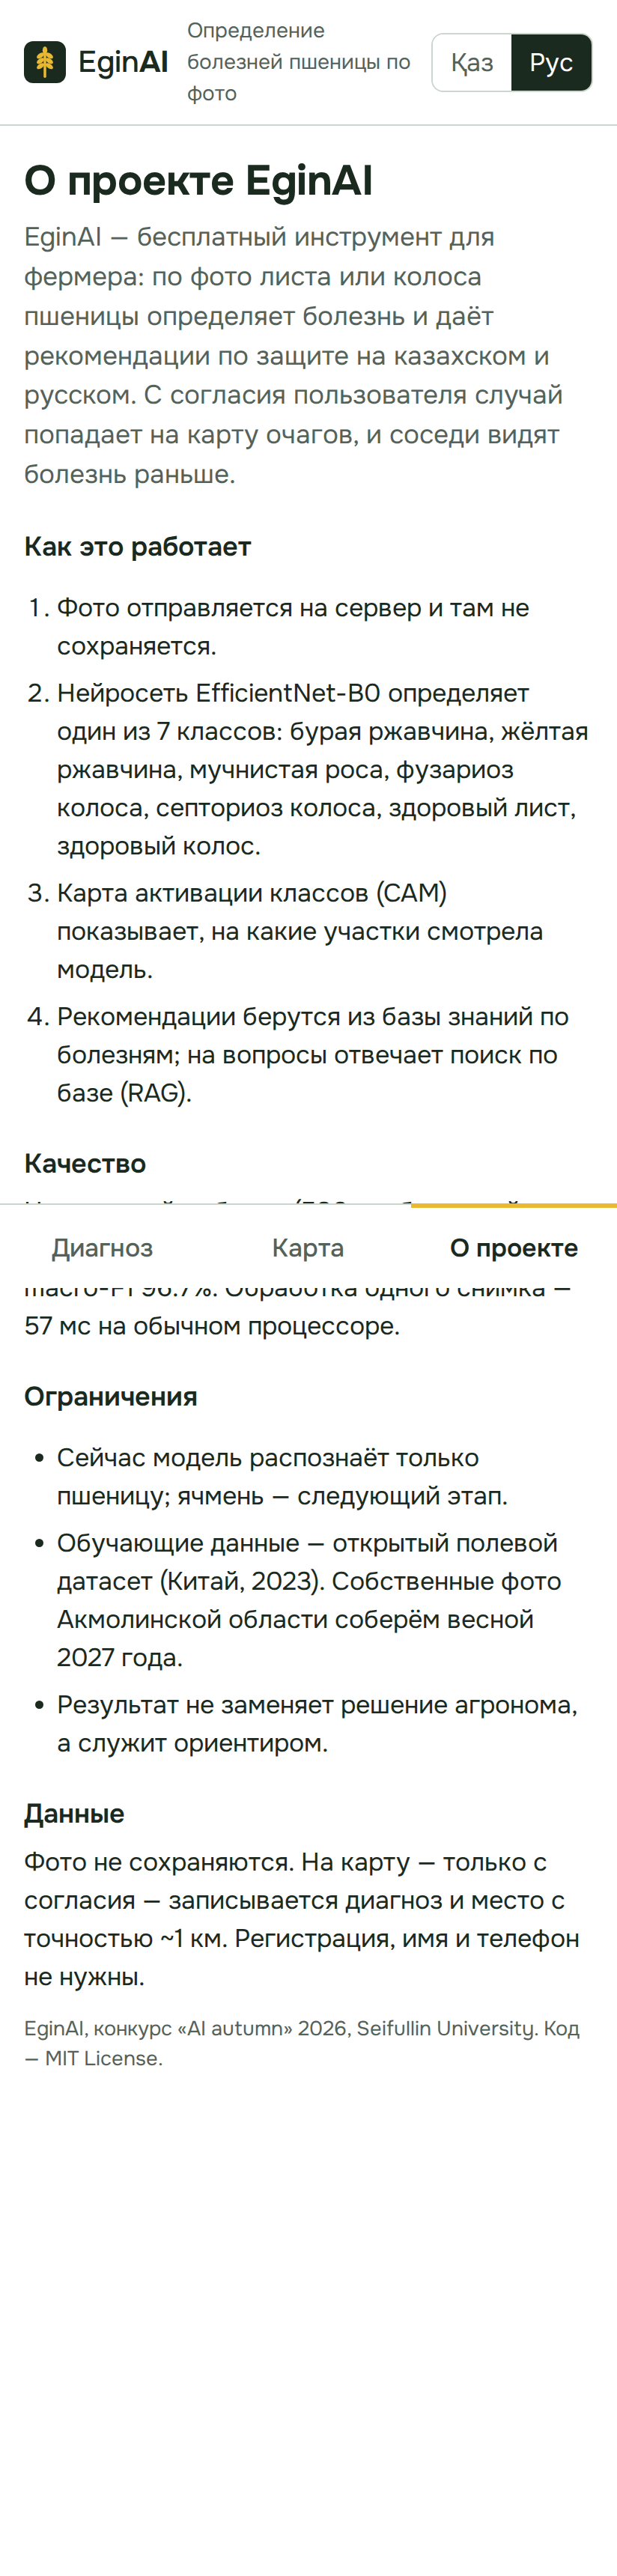 EginAI
Определение
болезней пшеницы по
фото
Қаз
Рус
О проекте EginAI
EginAI — бесплатный инструмент для
фермера: по фото листа или колоса
пшеницы определяет болезнь и даёт
рекомендации по защите на казахском и
русском. С согласия пользователя случай
попадает на карту очагов, и соседи видят
болезнь раньше.
Как это работает
1. Фото отправляется на сервер и там не
сохраняется.
2. Нейросеть EfficientNet-B0 определяет
один из 7 классов: бурая ржавчина, жёлтая
ржавчина, мучнистая роса, фузариоз
колоса, септориоз колоса, здоровый лист,
здоровый колос.
3. Карта активации классов (CAM)
показывает, на какие участки смотрела
модель.
4. Рекомендации берутся из базы знаний по
болезням; на вопросы отвечает поиск по
базе (RAG).
Качество
Диагноз
Карта
О проекте
macro-F1 96.7%. Обработка одного снимка —
57 мс на обычном процессоре.
Ограничения
• Сейчас модель распознаёт только
пшеницу; ячмень — следующий этап.
• Обучающие данные — открытый полевой
датасет (Китай, 2023). Собственные фото
Акмолинской области соберём весной
2027 года.
• Результат не заменяет решение агронома,
а служит ориентиром.
Данные
Фото не сохраняются. На карту — только с
согласия — записывается диагноз и место с
точностью ~1 км. Регистрация, имя и телефон
не нужны.
EginAI, конкурс «AI autumn» 2026, Seifullin University. Код
— MIT License.